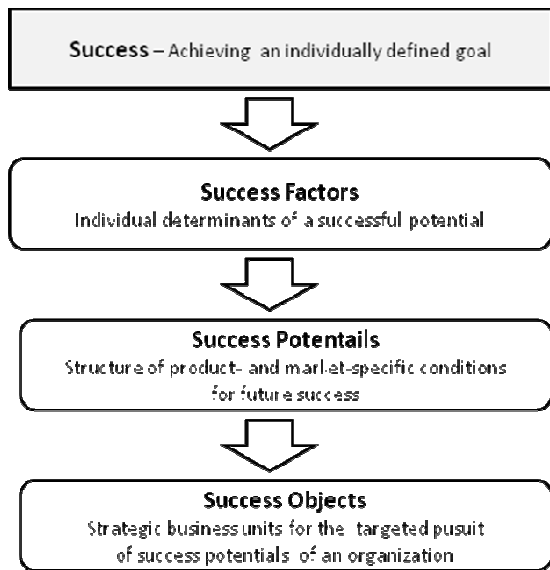 Success – Achieving an individually defined goal
Success Factors
Individual determinants of a successful potential
Success Potentails
Structure of product- and market-specific conditions
for future success
Success Objects
Strategic business units for the targeted pusuit
of success potentials of an organization